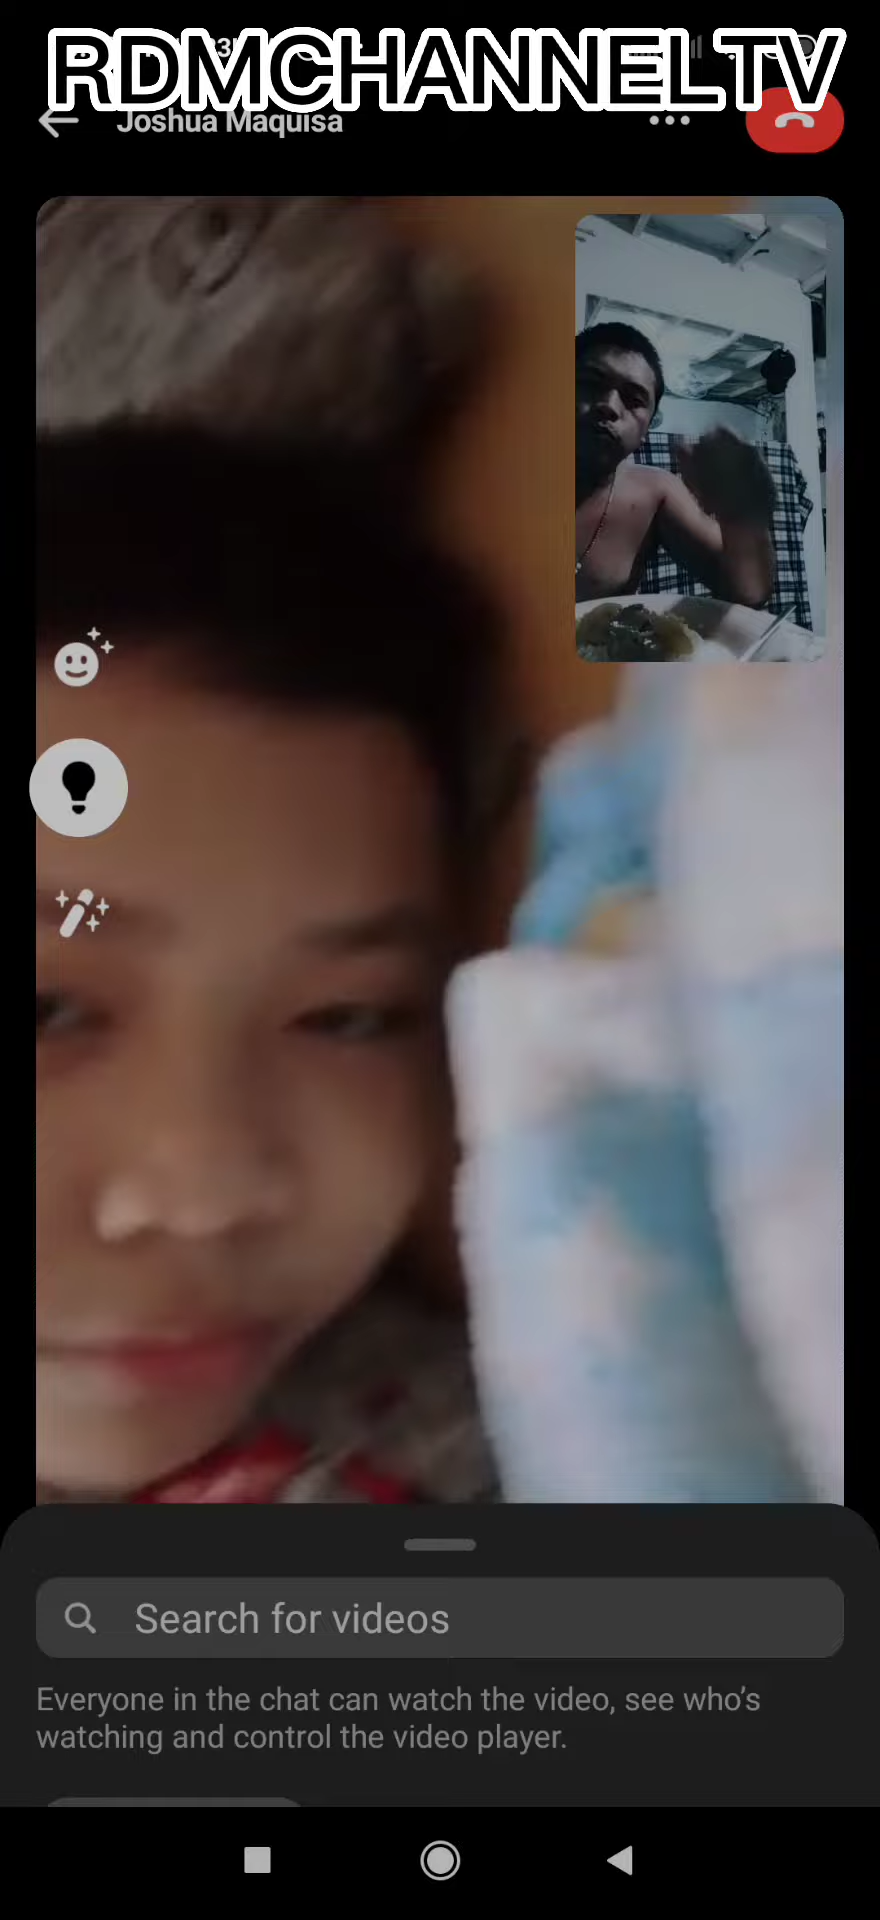 RDMCHANNELTV
Joshua Maquisa
Search for videos
Everyone in the chat can watch the video, see who's
watching and control the video player.